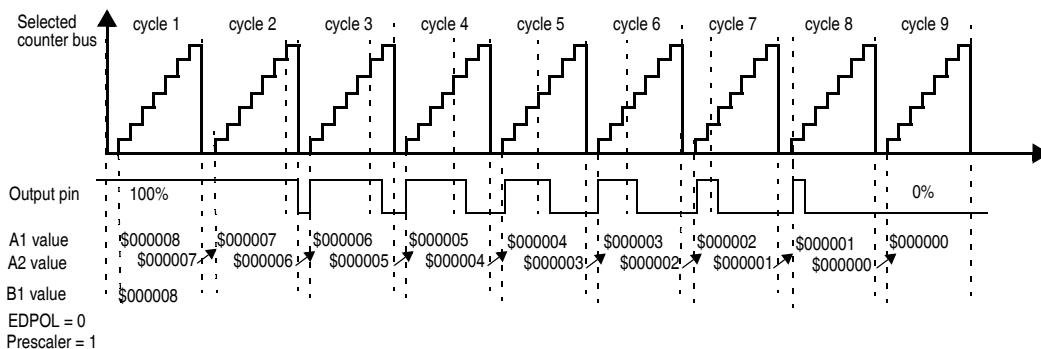 Selected counter bus
cycle 1 cycle 2 cycle 3 cycle 4 cycle 5 cycle 6 cycle 7 cycle 8 cycle 9
Output pin 100% 0%
A1 value $000008 $000007 $000006 $000005 $000004 $000003 $000002 $000001 $000000
A2 value $000007 $000006 $000005 $000004 $000003 $000002 $000001 $000000
B1 value $000008
EDPOL = 0
Prescaler = 1